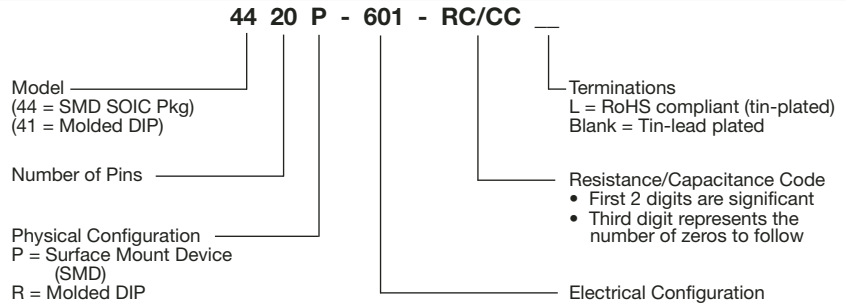 44 20 P - 601 - RC/CC __
Model
(44 = SMD SOIC Pkg)
(41 = Molded DIP)
Number of Pins
Physical Configuration
P = Surface Mount Device
(SMD)
R = Molded DIP
Terminations
L = RoHS compliant (tin-plated)
Blank = Tin-lead plated
Resistance/Capacitance Code
• First 2 digits are significant
• Third digit represents the
number of zeros to follow
Electrical Configuration